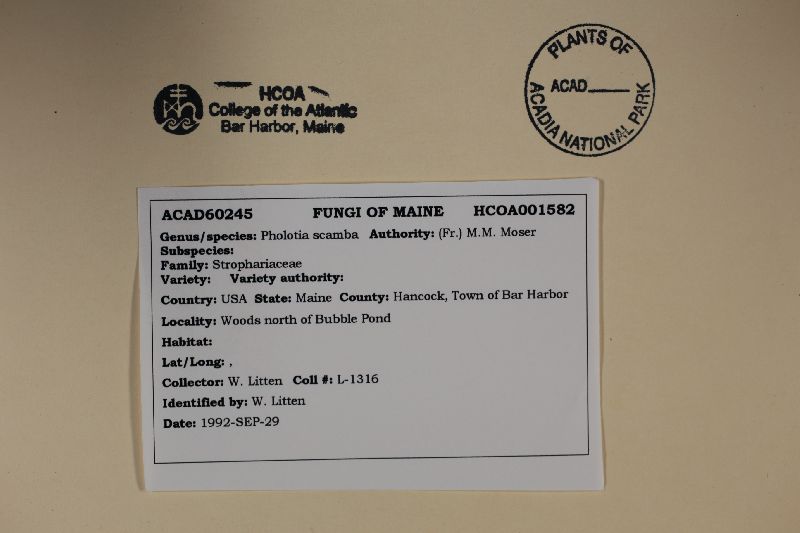 HCOA
College of the Atlantic
Bar Harbor, Maine
PLANTS OF
ACAD____
ACADIA NATIONAL PARK
ACAD60245 FUNGI OF MAINE HCOA001582
Genus/species: Pholotia scamba Authority: (Fr.) M.M. Moser
Subspecies:
Family: Strophariaceae
Variety: Variety authority:
Country: USA State: Maine County: Hancock, Town of Bar Harbor
Locality: Woods north of Bubble Pond
Habitat:
Lat/Long: ,
Collector: W. Litten Coll #: L-1316
Identified by: W. Litten
Date: 1992-SEP-29